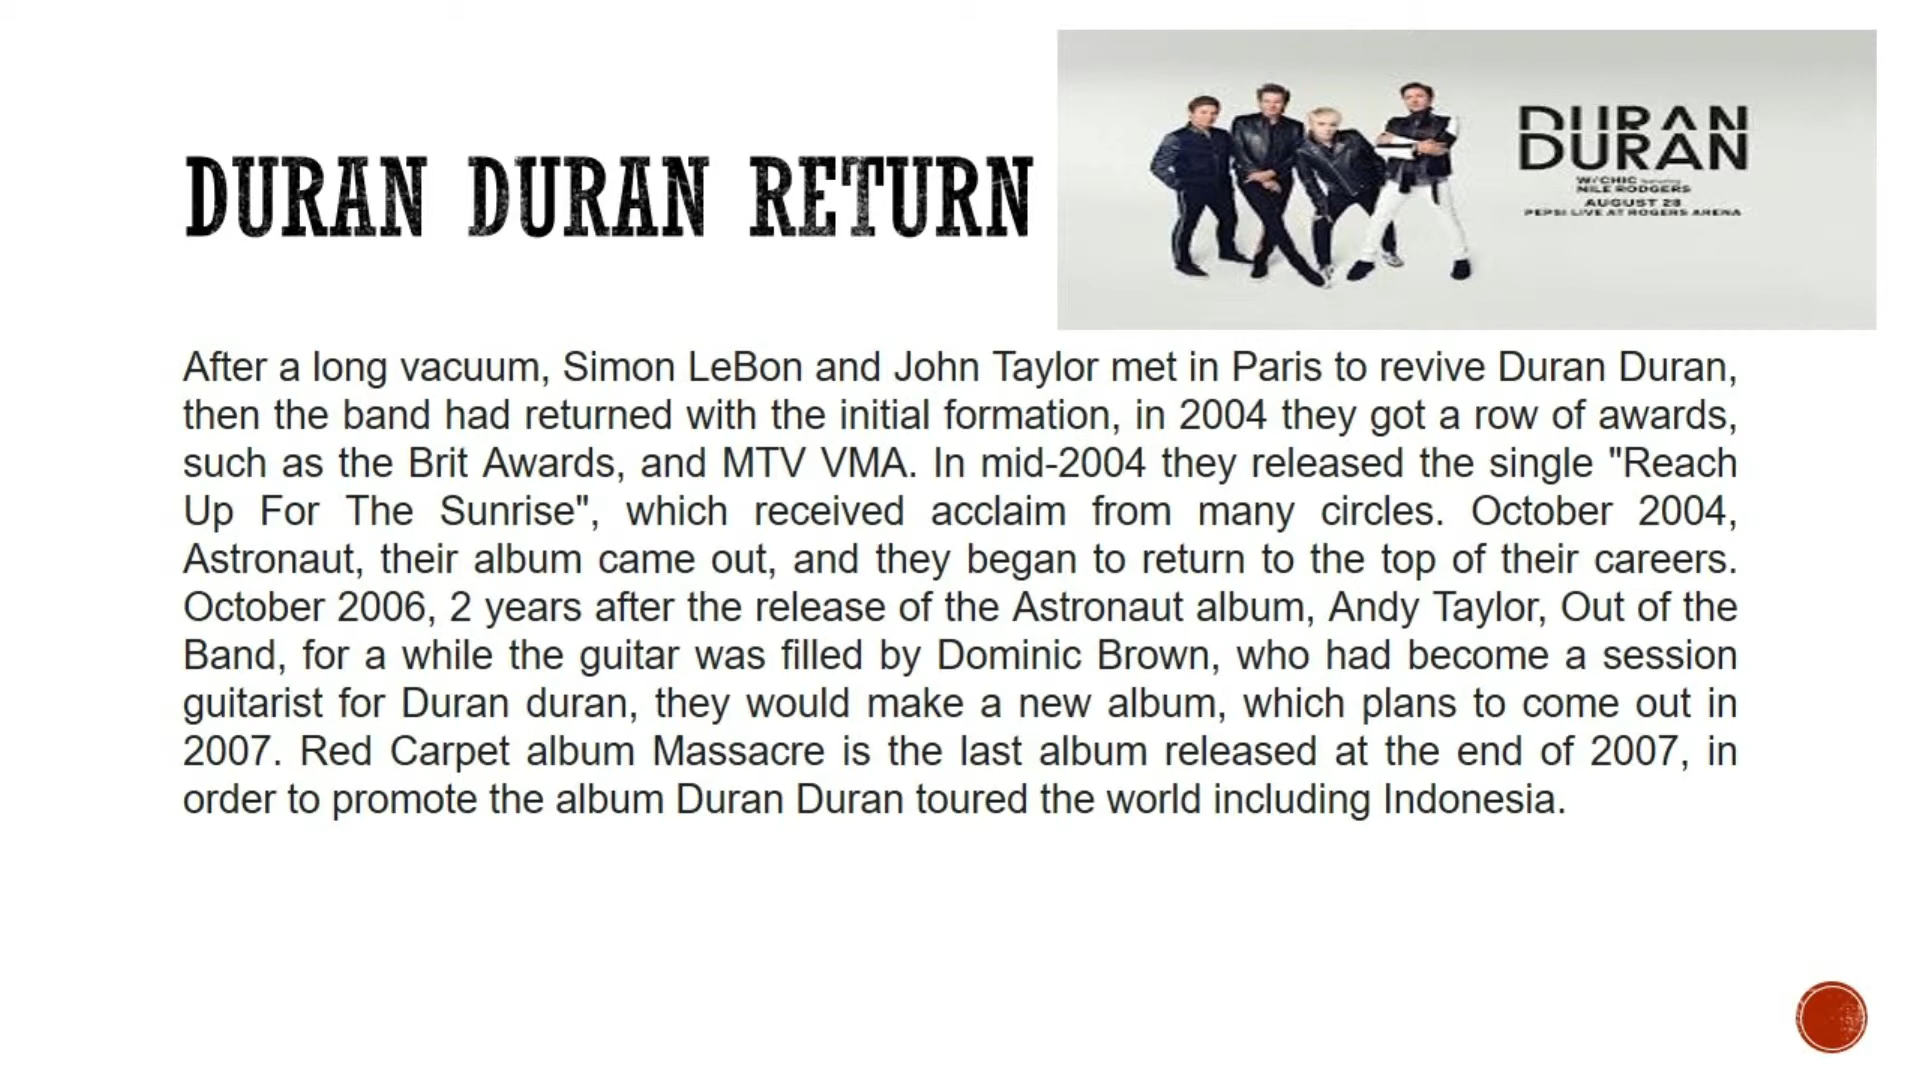 DURAN DURAN RETURN
DURAN
DURAN
W/CHIC featuring
NILE RODGERS
AUGUST 28
PEPSI LIVE AT ROGERS ARENA
After a long vacuum, Simon LeBon and John Taylor met in Paris to revive Duran Duran,
then the band had returned with the initial formation, in 2004 they got a row of awards,
such as the Brit Awards, and MTV VMA. In mid-2004 they released the single "Reach
Up For The Sunrise", which received acclaim from many circles. October 2004,
Astronaut, their album came out, and they began to return to the top of their careers.
October 2006, 2 years after the release of the Astronaut album, Andy Taylor, Out of the
Band, for a while the guitar was filled by Dominic Brown, who had become a session
guitarist for Duran duran, they would make a new album, which plans to come out in
2007. Red Carpet album Massacre is the last album released at the end of 2007, in
order to promote the album Duran Duran toured the world including Indonesia.